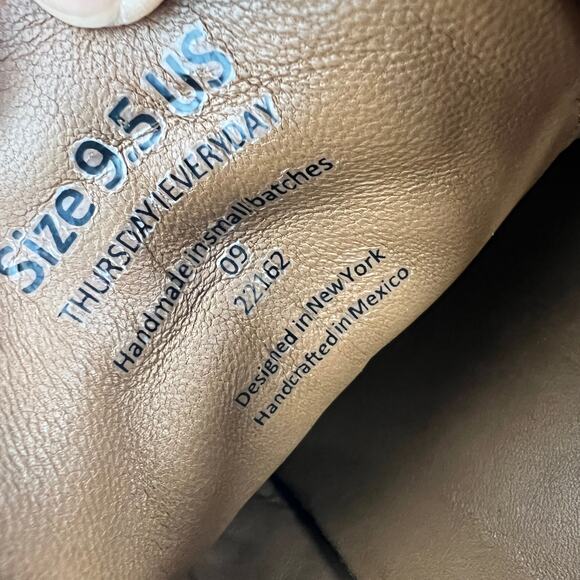 Size 9.5 US
THURSDAY | EVERYDAY
Handmade in small batches
09
22162
Designed in New York
Handcrafted in Mexico